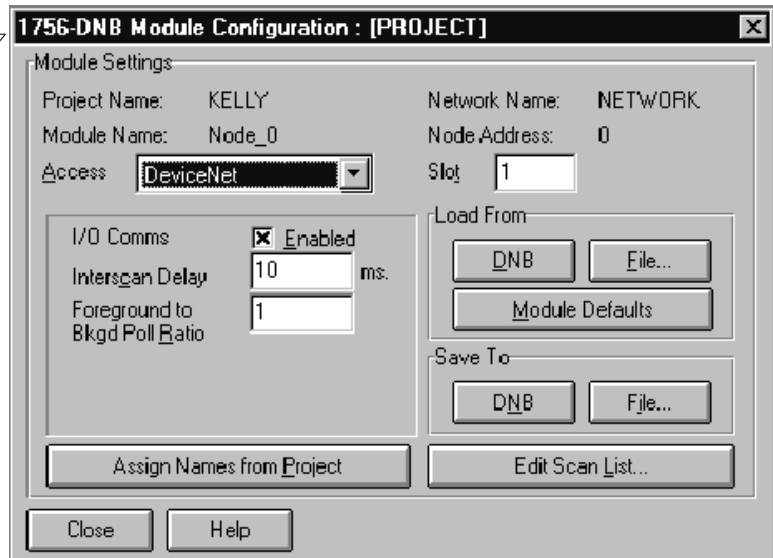 1756-DNB Module Configuration : [PROJECT]
Module Settings
Project Name: KELLY
Network Name: NETWORK
Module Name: Node_0
Node Address: 0
Access DeviceNet
Slot 1
I/O Comms Enabled
Interscan Delay 10 ms.
Foreground to
Bkgd Poll Ratio 1
Load From
DNB File...
Module Defaults
Save To
DNB File...
Assign Names from Project
Edit Scan List...
Close Help